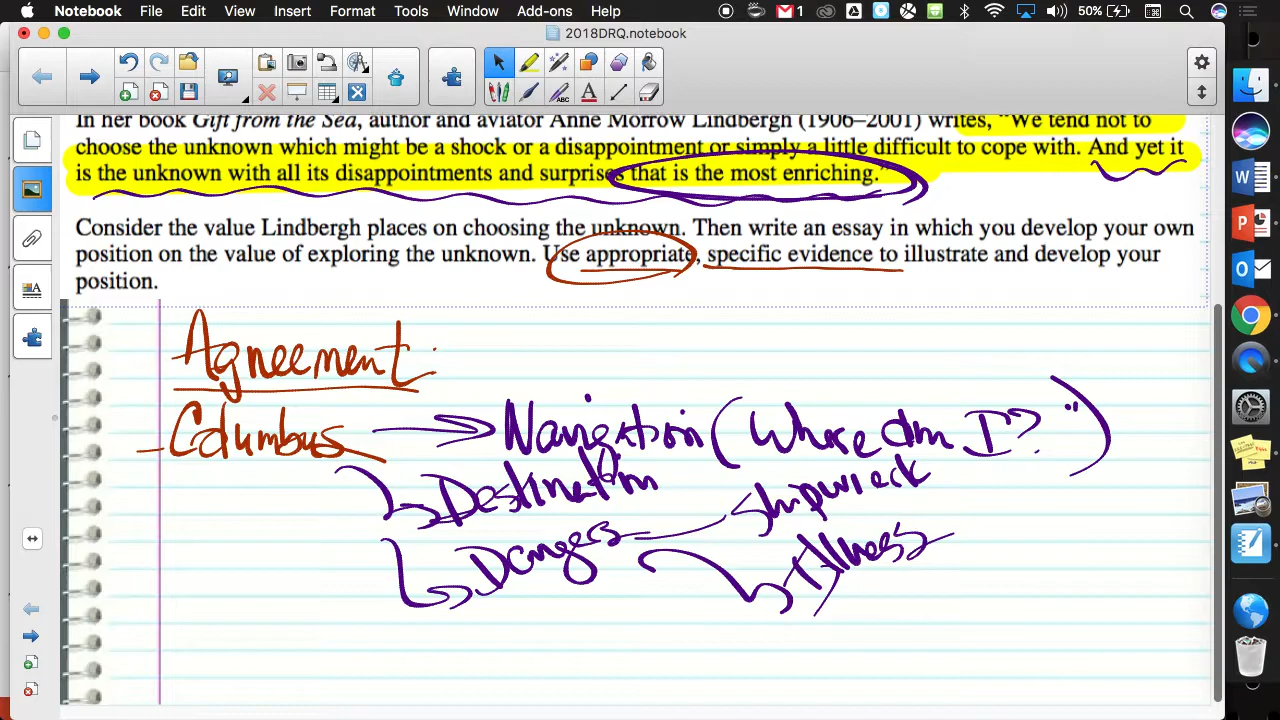 Notebook File Edit View Insert Format Tools Window Add-ons Help 1 50%
2018DRQ.notebook
In her book Gift from the Sea, author and aviator Anne Morrow Lindbergh (1906–2001) writes, "We tend not to
choose the unknown which might be a shock or a disappointment or simply a little difficult to cope with. And yet it
is the unknown with all its disappointments and surprises that is the most enriching."
Consider the value Lindbergh places on choosing the unknown. Then write an essay in which you develop your own
position on the value of exploring the unknown. Use appropriate, specific evidence to illustrate and develop your
position.
Agreement:
Columbus → Navigation ("Where Am I?")
Destination
Dangers
Shipwreck
Illness